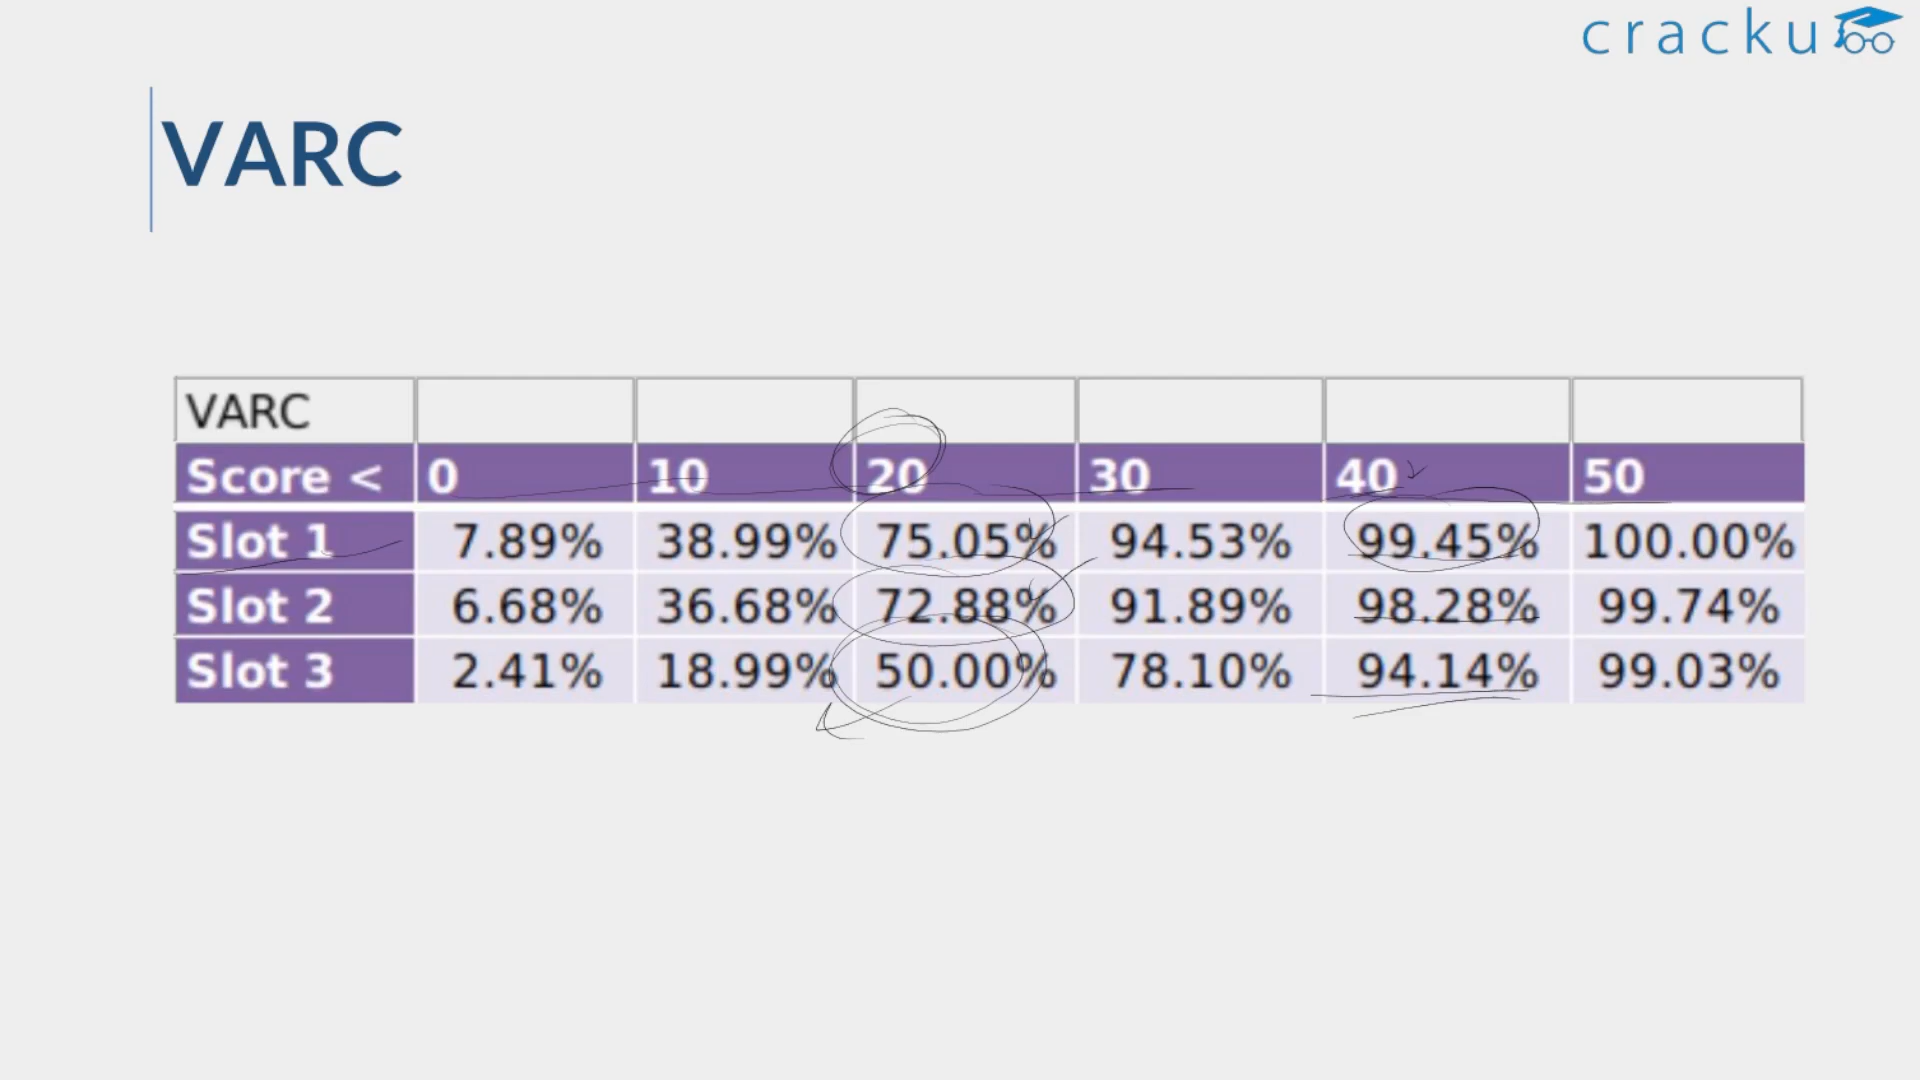 cracku
VARC
VARC
Score < 0 10 20 30 40 50
Slot 1 7.89% 38.99% 75.05% 94.53% 99.45% 100.00%
Slot 2 6.68% 36.68% 72.88% 91.89% 98.28% 99.74%
Slot 3 2.41% 18.99% 50.00% 78.10% 94.14% 99.03%